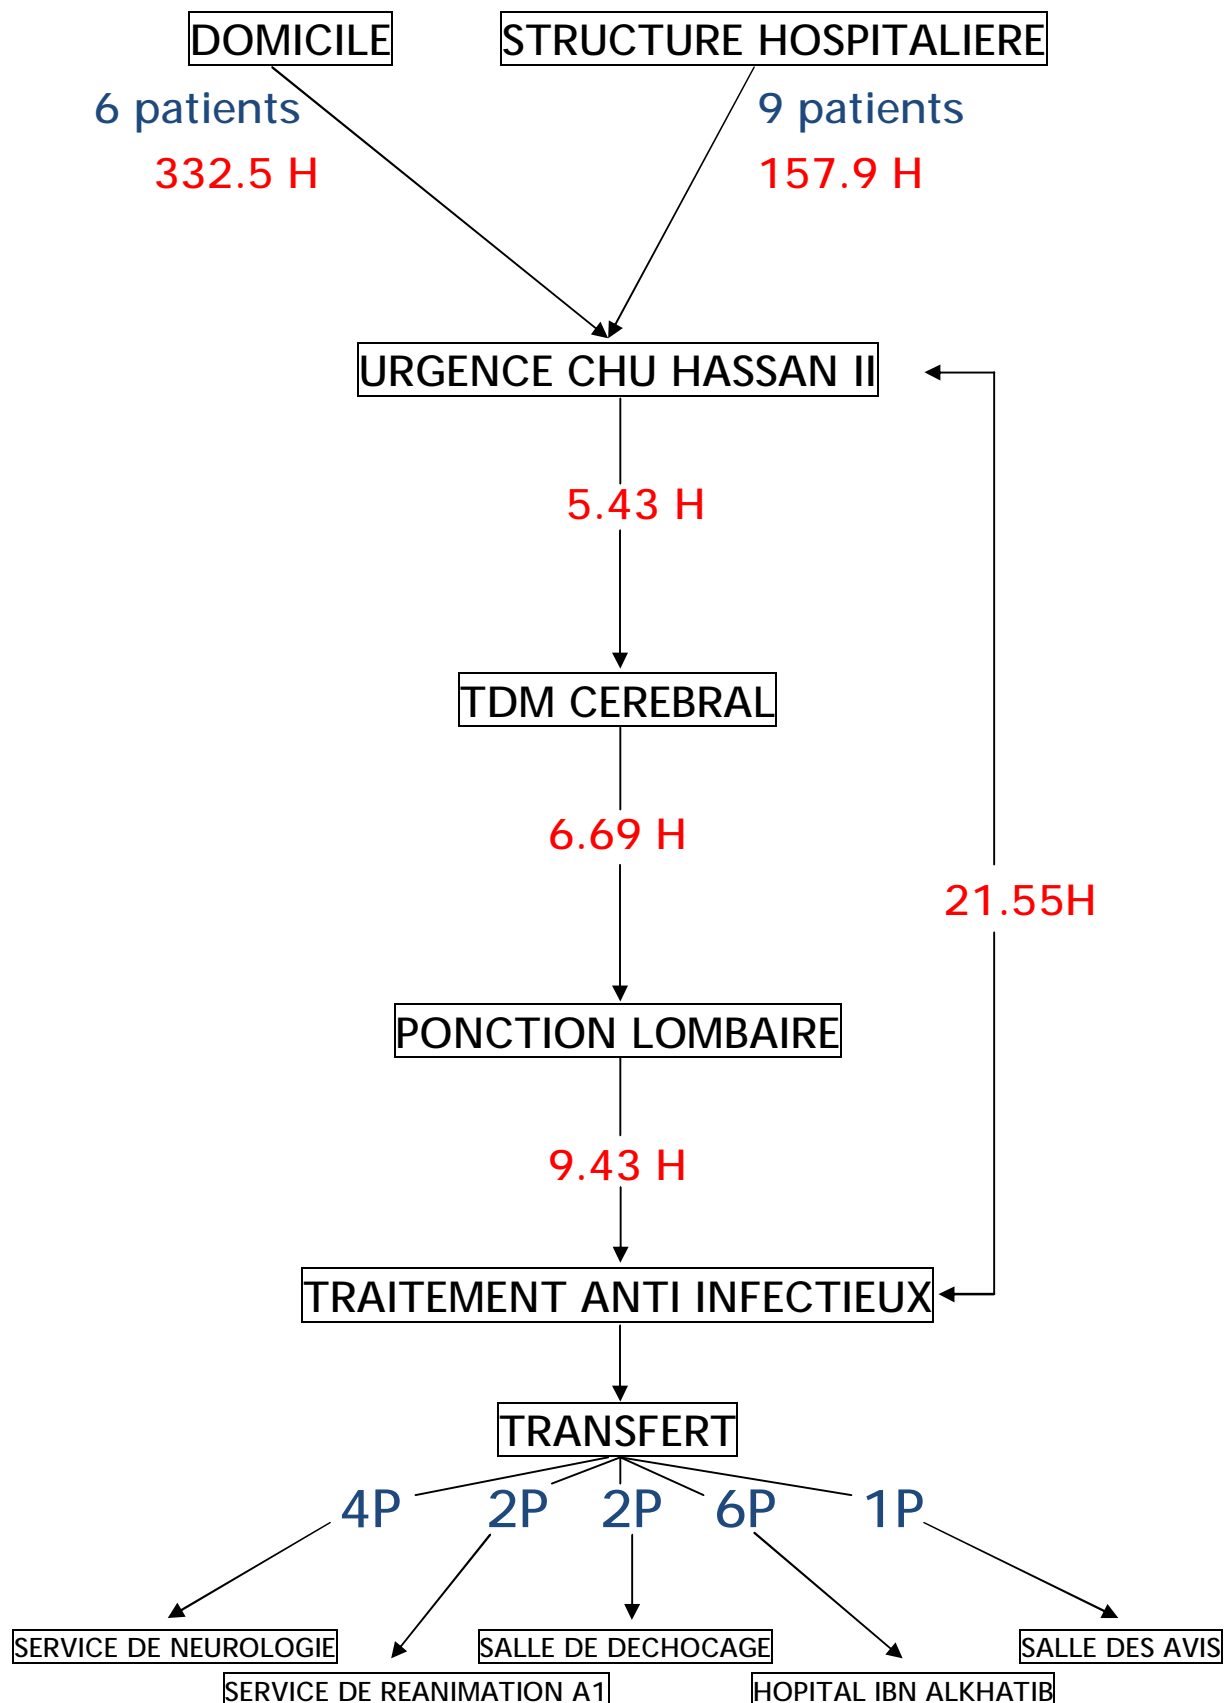 DOMICILE STRUCTURE HOSPITALIERE
6 patients 9 patients
332.5 H 157.9 H
URGENCE CHU HASSAN II
5.43 H
TDM CEREBRAL
6.69 H
21.55H
PONCTION LOMBAIRE
9.43 H
TRAITEMENT ANTI INFECTIEUX
TRANSFERT
4P 2P 2P 6P 1P
SERVICE DE NEUROLOGIE SALLE DE DECHOCAGE SALLE DES AVIS
SERVICE DE REANIMATION A1 HOPITAL IBN ALKHATIB